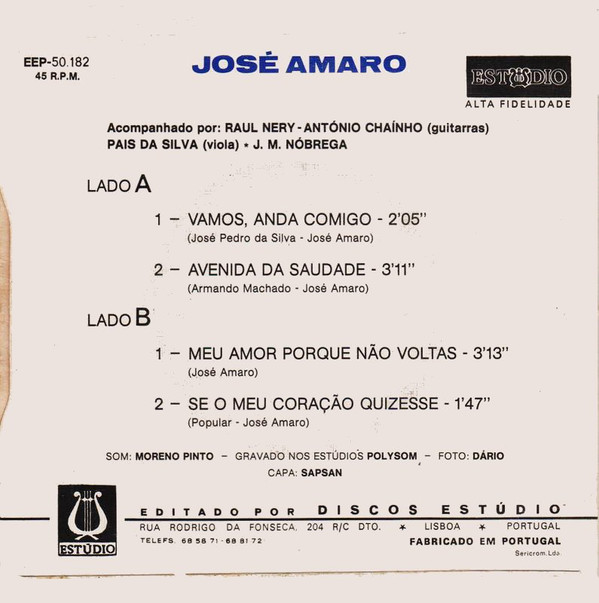 EEP-50.182
45 R.P.M.
JOSÉ AMARO
ESTÚDIO
ALTA FIDELIDADE
Acompanhado por: RAUL NERY - ANTÓNIO CHAÍNHO (guitarras)
PAIS DA SILVA (viola) * J. M. NÓBREGA
LADO A
1 - VAMOS, ANDA COMIGO - 2'05"
(José Pedro da Silva - José Amaro)
2 - AVENIDA DA SAUDADE - 3'11"
(Armando Machado - José Amaro)
LADO B
1 - MEU AMOR PORQUE NÃO VOLTAS - 3'13"
(José Amaro)
2 - SE O MEU CORAÇÃO QUIZESSE - 1'47"
(Popular - José Amaro)
SOM: MORENO PINTO - GRAVADO NOS ESTÚDIOS POLYSOM - FOTO: DÁRIO
CAPA: SAPSAN
ESTÚDIO
EDITADO POR DISCOS ESTÚDIO
RUA RODRIGO DA FONSECA, 204 R/C DTO. * LISBOA * PORTUGAL
TELEFS. 68 58 71 - 68 81 72
FABRICADO EM PORTUGAL
Sericrom, Lda.